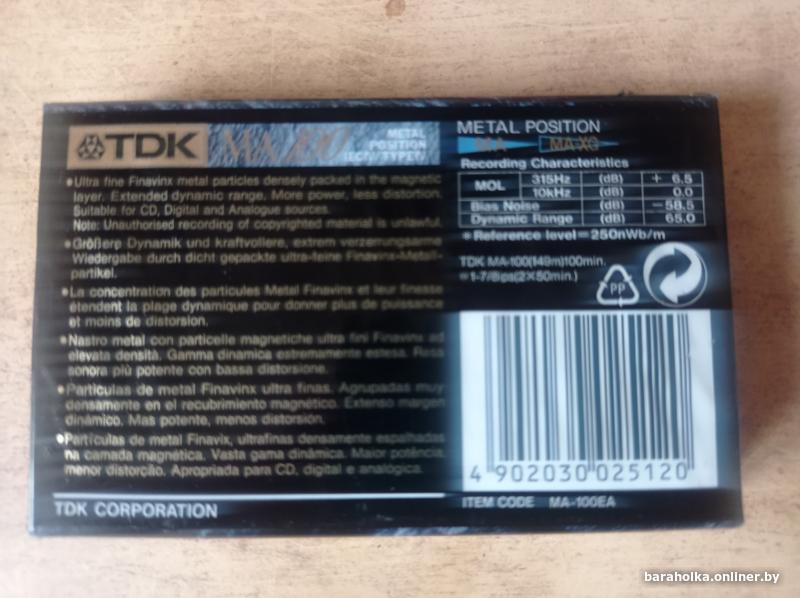 TDK MA100 METAL POSITION IECIV/TYPEIV
•Ultra fine Finavinx metal particles densely packed in the magnetic
layer. Extended dynamic range. More power, less distortion.
Suitable for CD, Digital and Analogue sources.
Note: Unauthorised recording of copyrighted material is unlawful.
•Größere Dynamik und kraftvollere, extrem verzerrungsarme
Wiedergabe durch dicht gepackte ultra-feine Finavinx-Metall-
partikel.
•La concentration des particules Metal Finavinx et leur finesse
étendent la plage dynamique pour donner plus de puissance
et moins de distorsion.
•Nastro metal con particelle magnetiche ultra fini Finavinx ad
elevata densità. Gamma dinamica estremamente estesa. Resa
sonora più potente con bassa distorsione.
•Partículas de metal Finavinx ultra finas. Agrupadas muy
densamente en el recubrimiento magnético. Extenso margen
dinámico. Mas potente, menos distorsión.
•Partículas de metal Finavix, ultrafinas densamente espalhadas
na camada magnética. Vasta gama dinâmica. Maior potência,
menor distorção. Apropriada para CD, digital e analógica.
TDK CORPORATION
METAL POSITION
MA MA-XG
Recording Characteristics
MOL 315Hz (dB) + 6.5
10kHz (dB) 0.0
Bias Noise (dB) -58.5
Dynamic Range (dB) 65.0
* Reference level=250nWb/m
TDK MA-100(149m)100min.
=1-7/8ips(2×50min.)
PP
4 902030 025120
ITEM CODE MA-100EA
baraholka.onliner.by